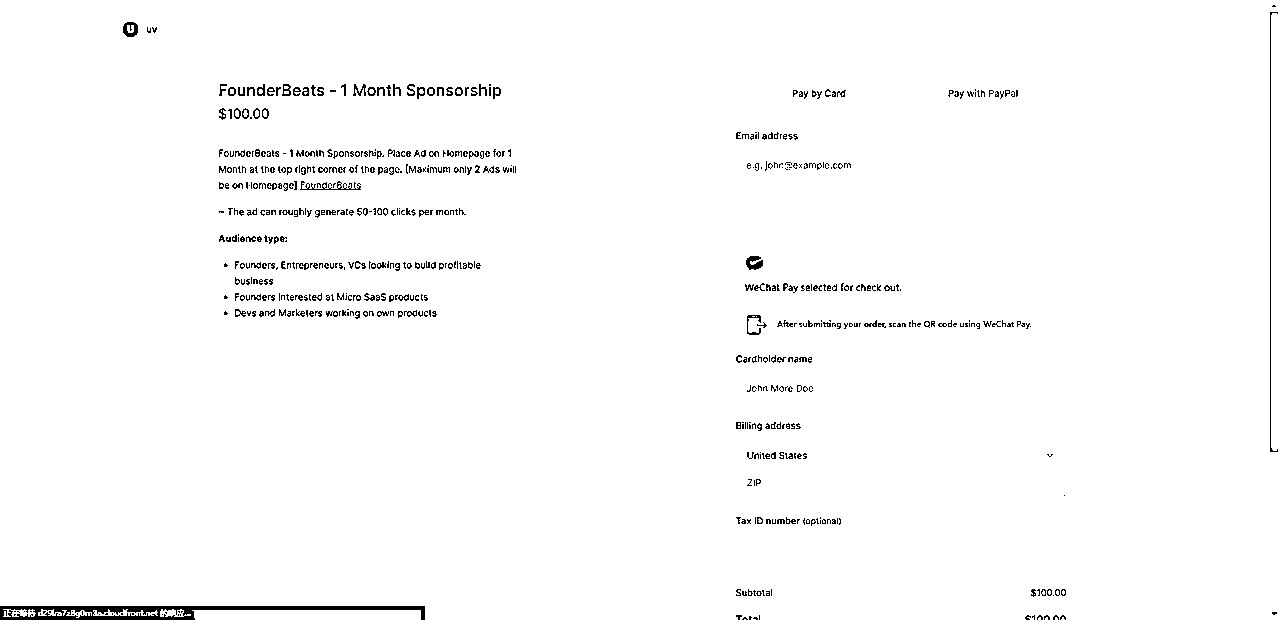 uv
FounderBeats - 1 Month Sponsorship
$100.00
FounderBeats - 1 Month Sponsorship. Place Ad on Homepage for 1
Month at the top right corner of the page. [Maximum only 2 Ads will
be on Homepage] FounderBeats
~ The ad can roughly generate 50-100 clicks per month.
Audience type:
• Founders, Entrepreneurs, VCs looking to build profitable
business
• Founders Interested at Micro SaaS products
• Devs and Marketers working on own products
Pay by Card
Pay with PayPal
Email address
e.g. john@example.com
WeChat Pay selected for check out.
After submitting your order, scan the QR code using WeChat Pay.
Cardholder name
John More Doe
Billing address
United States
ZIP
Tax ID number (optional)
Subtotal
$100.00
Total
$100.00
正在等待 d29lra7z8g0m3a.cloudfront.net 的响应...